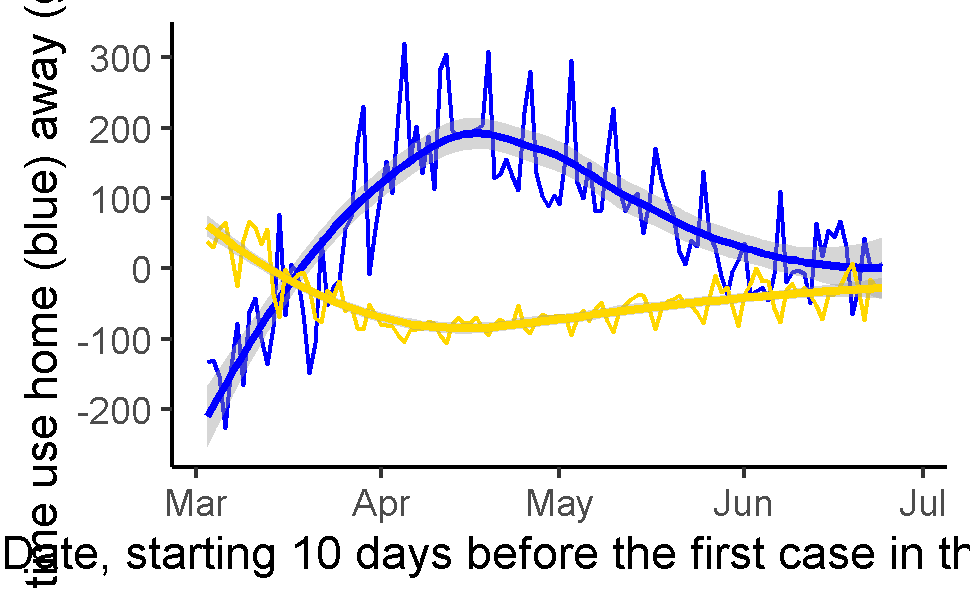 time use home (blue) away (
300
200
100
0
-100
-200
Mar Apr May Jun Jul
Date, starting 10 days before the first case in th